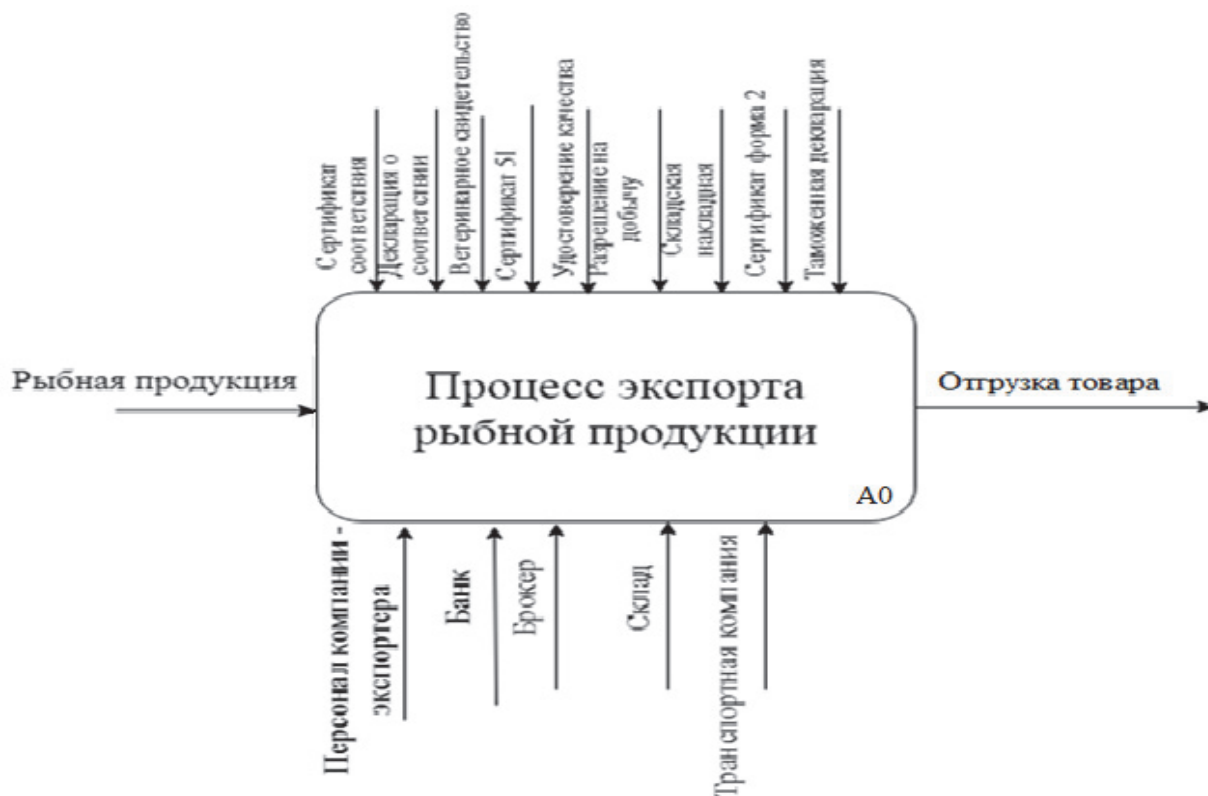 Сертификат
соответствия
Декларация о
соответствии
Ветеринарное свидетельство
Сертификат 5I
Удостоверение качества
Разрешение на
добычу
Складская
накладная
Сертификат форма 2
Таможенная декларация
Рыбная продукция
Процесс экспорта
рыбной продукции
A0
Отгрузка товара
Персонал компании -
экспортера
Банк
Брокер
Склад
Транспортная компания